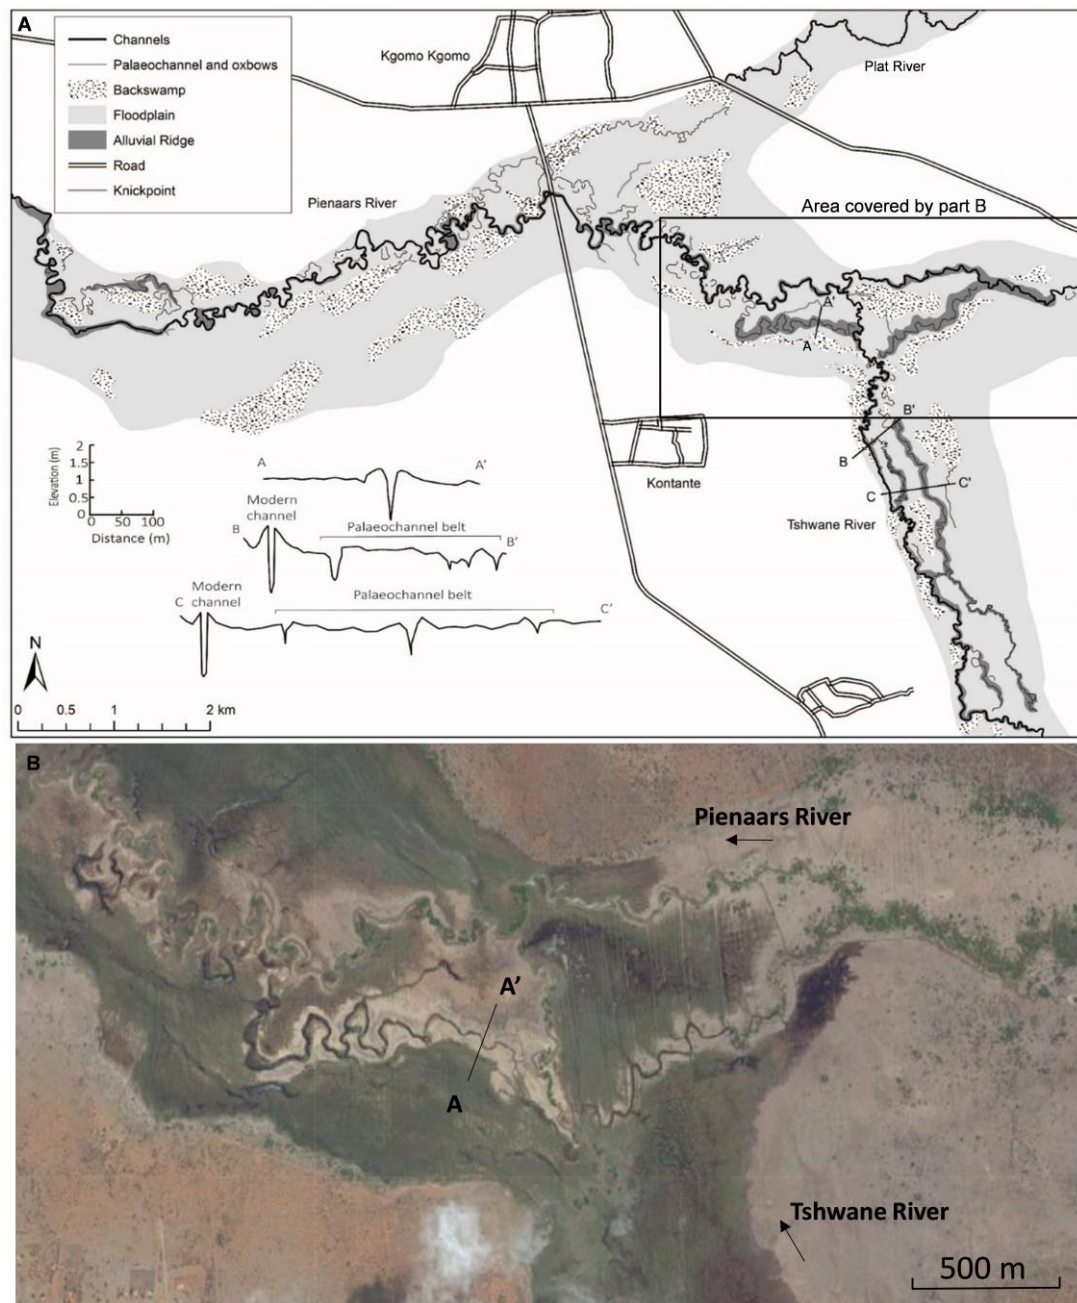 A
Channels
Palaeochannel and oxbows
Backswamp
Floodplain
Alluvial Ridge
Road
Knickpoint
Kgomo Kgomo
Plat River
Pienaars River
Area covered by part B
A'
A
B'
B
C
C'
Kontante
Tshwane River
Elevation (m)
2
1.5
1
0.5
0
0 50 100
Distance (m)
A A'
Modern
channel
B
Palaeochannel belt
B'
Modern
channel
C
Palaeochannel belt
C'
N
0 0.5 1 2 km
B
Pienaars River
A'
A
Tshwane River
500 m